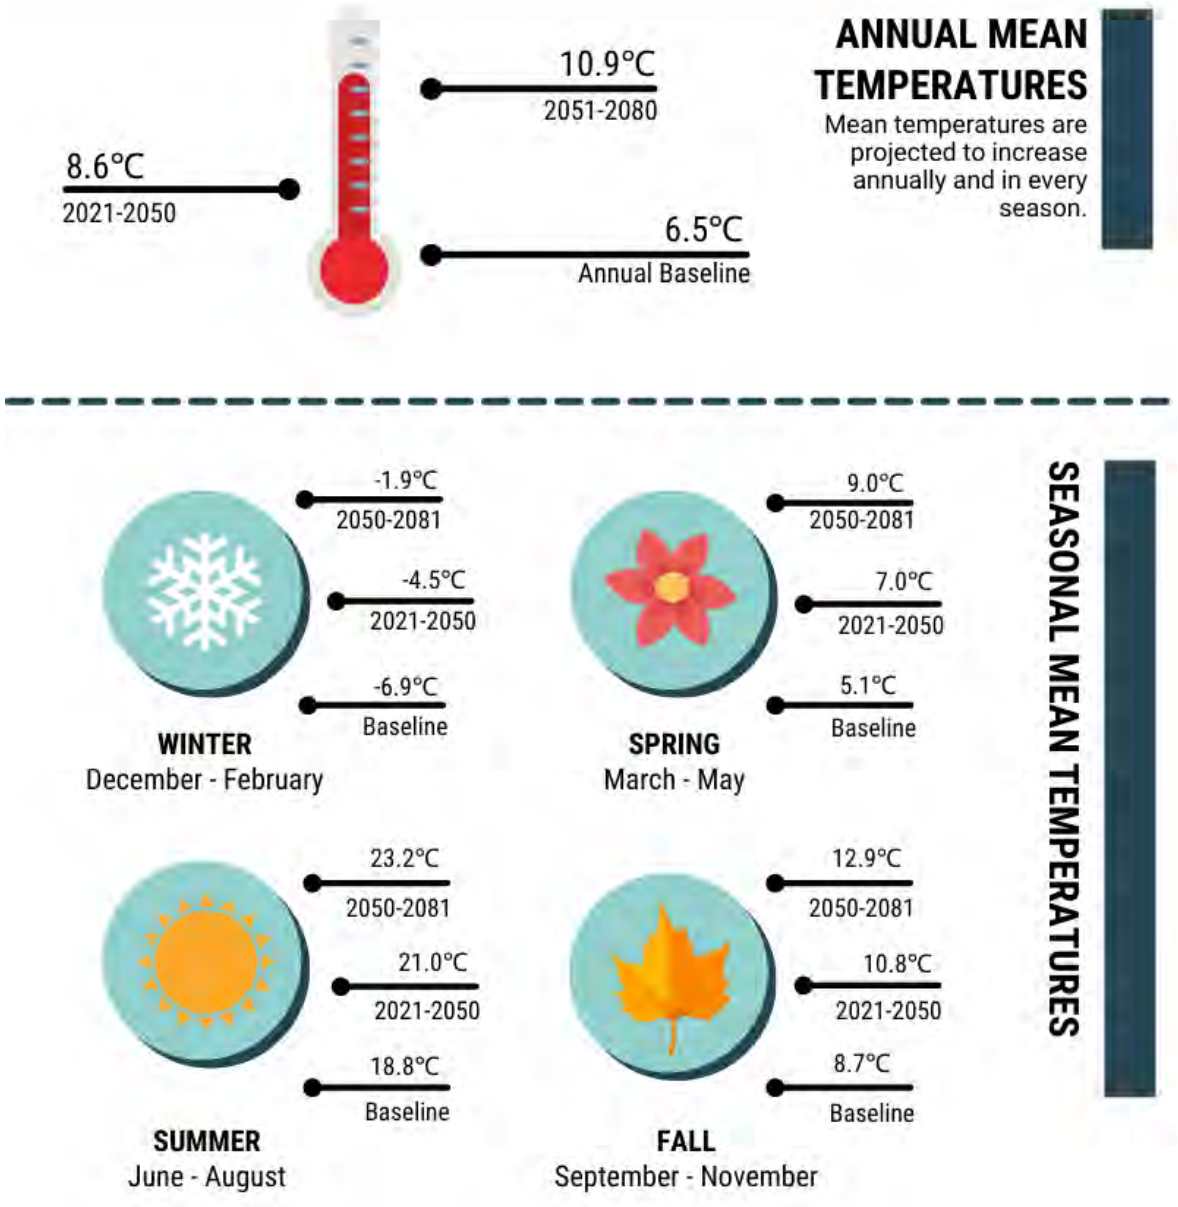 ANNUAL MEAN
TEMPERATURES
Mean temperatures are
projected to increase
annually and in every
season.
10.9°C
2051-2080
8.6°C
2021-2050
6.5°C
Annual Baseline
SEASONAL MEAN TEMPERATURES
-1.9°C
2050-2081
-4.5°C
2021-2050
-6.9°C
Baseline
WINTER
December - February
9.0°C
2050-2081
7.0°C
2021-2050
5.1°C
Baseline
SPRING
March - May
23.2°C
2050-2081
21.0°C
2021-2050
18.8°C
Baseline
SUMMER
June - August
12.9°C
2050-2081
10.8°C
2021-2050
8.7°C
Baseline
FALL
September - November